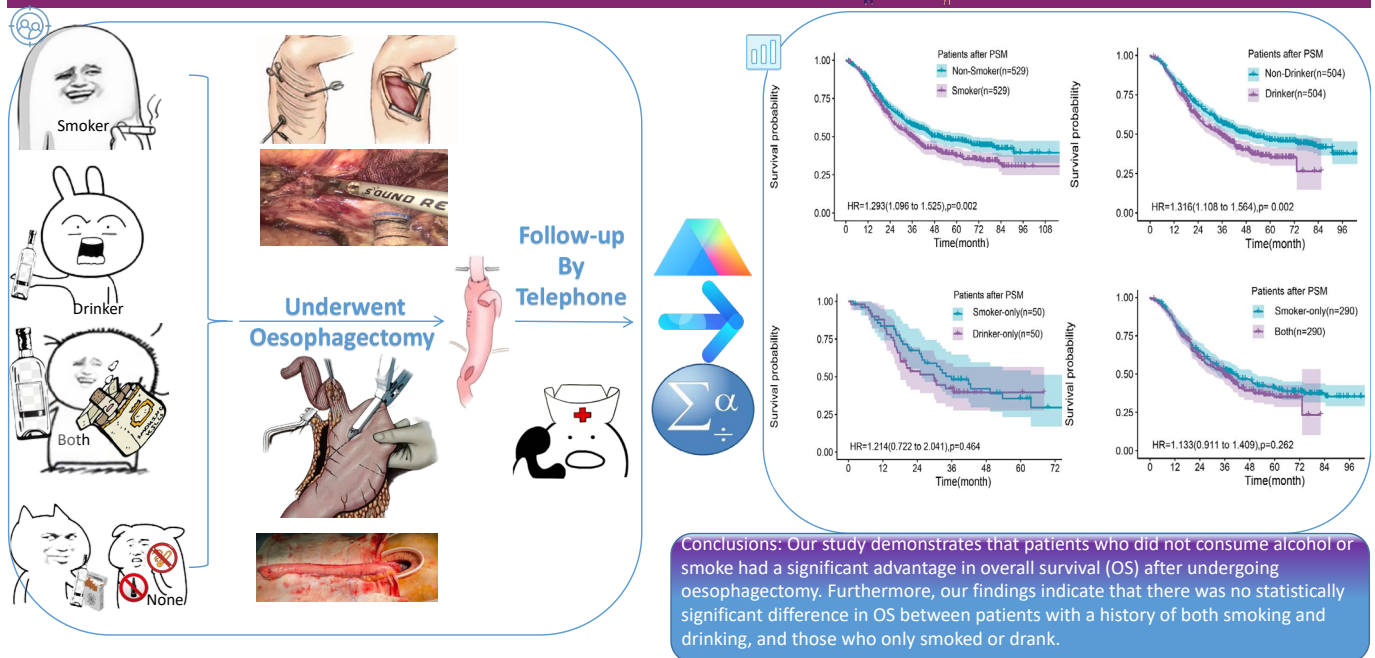 Smoker
Drinker
Both
None
SOUND RE
Underwent
Oesophagectomy
Follow-up
By
Telephone
Σ α
÷
Survival probability
1.00
0.75
0.50
0.25
0.00
Patients after PSM
Non-Smoker(n=529)
Smoker(n=529)
HR=1.293(1.096 to 1.525),p=0.002
0 12 24 36 48 60 72 84 96 108
Time(month)
Survival probability
1.00
0.75
0.50
0.25
0.00
Patients after PSM
Non-Drinker(n=504)
Drinker(n=504)
HR=1.316(1.108 to 1.564),p= 0.002
0 12 24 36 48 60 72 84 96
Time(month)
Survival probability
1.00
0.75
0.50
0.25
0.00
Patients after PSM
Smoker-only(n=50)
Drinker-only(n=50)
HR=1.214(0.722 to 2.041),p=0.464
0 12 24 36 48 60 72
Time(month)
Survival probability
1.00
0.75
0.50
0.25
0.00
Patients after PSM
Smoker-only(n=290)
Both(n=290)
HR=1.133(0.911 to 1.409),p=0.262
0 12 24 36 48 60 72 84 96
Time(month)
Conclusions: Our study demonstrates that patients who did not consume alcohol or
smoke had a significant advantage in overall survival (OS) after undergoing
oesophagectomy. Furthermore, our findings indicate that there was no statistically
significant difference in OS between patients with a history of both smoking and
drinking, and those who only smoked or drank.